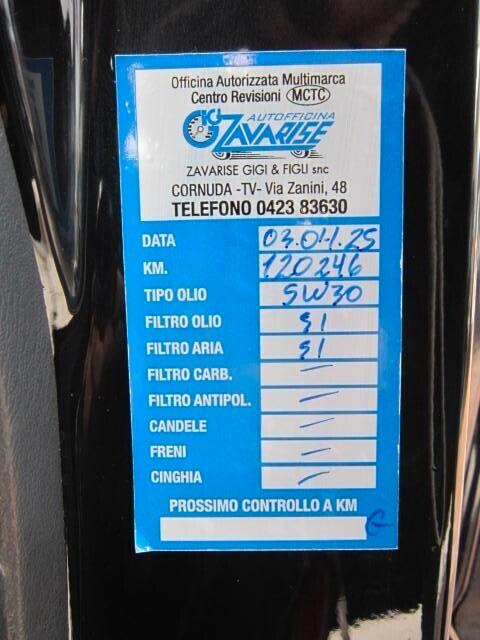 Officina Autorizzata Multimarca
Centro Revisioni MCTC
AUTOFFICINA
ZAVARISE
ZAVARISE GIGI & FIGLI snc
CORNUDA -TV- Via Zanini, 48
TELEFONO 0423 83630
DATA 03.04.25
KM. 120246
TIPO OLIO 5W30
FILTRO OLIO SI
FILTRO ARIA SI
FILTRO CARB. —
FILTRO ANTIPOL. —
CANDELE —
FRENI —
CINGHIA —
PROSSIMO CONTROLLO A KM